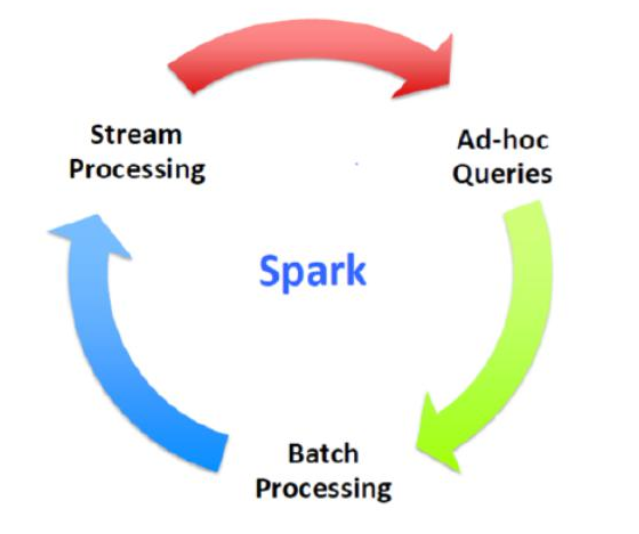 Stream
Processing
Ad-hoc
Queries
Spark
Batch
Processing